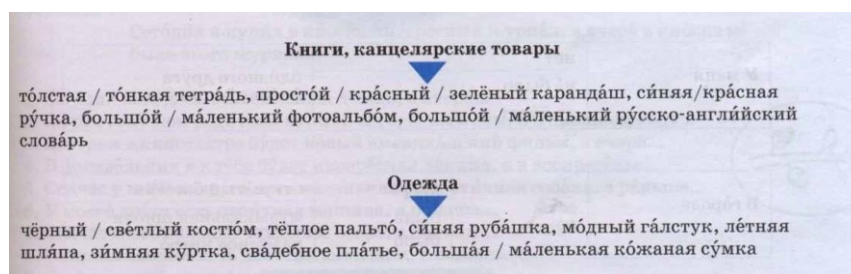 Книги, канцелярские товары
то́лстая / то́нкая тетра́дь, просто́й / кра́сный / зелёный каранда́ш, си́няя/кра́сная
ру́чка, большо́й / ма́ленький фотоальбо́м, большо́й / ма́ленький ру́сско-англи́йский
слова́рь
Одежда
чёрный / све́тлый костю́м, тёплое пальто́, си́няя руба́шка, мо́дный га́лстук, ле́тняя
шля́па, зи́мняя ку́ртка, сва́дебное пла́тье, больша́я / маленькая ко́жаная су́мка